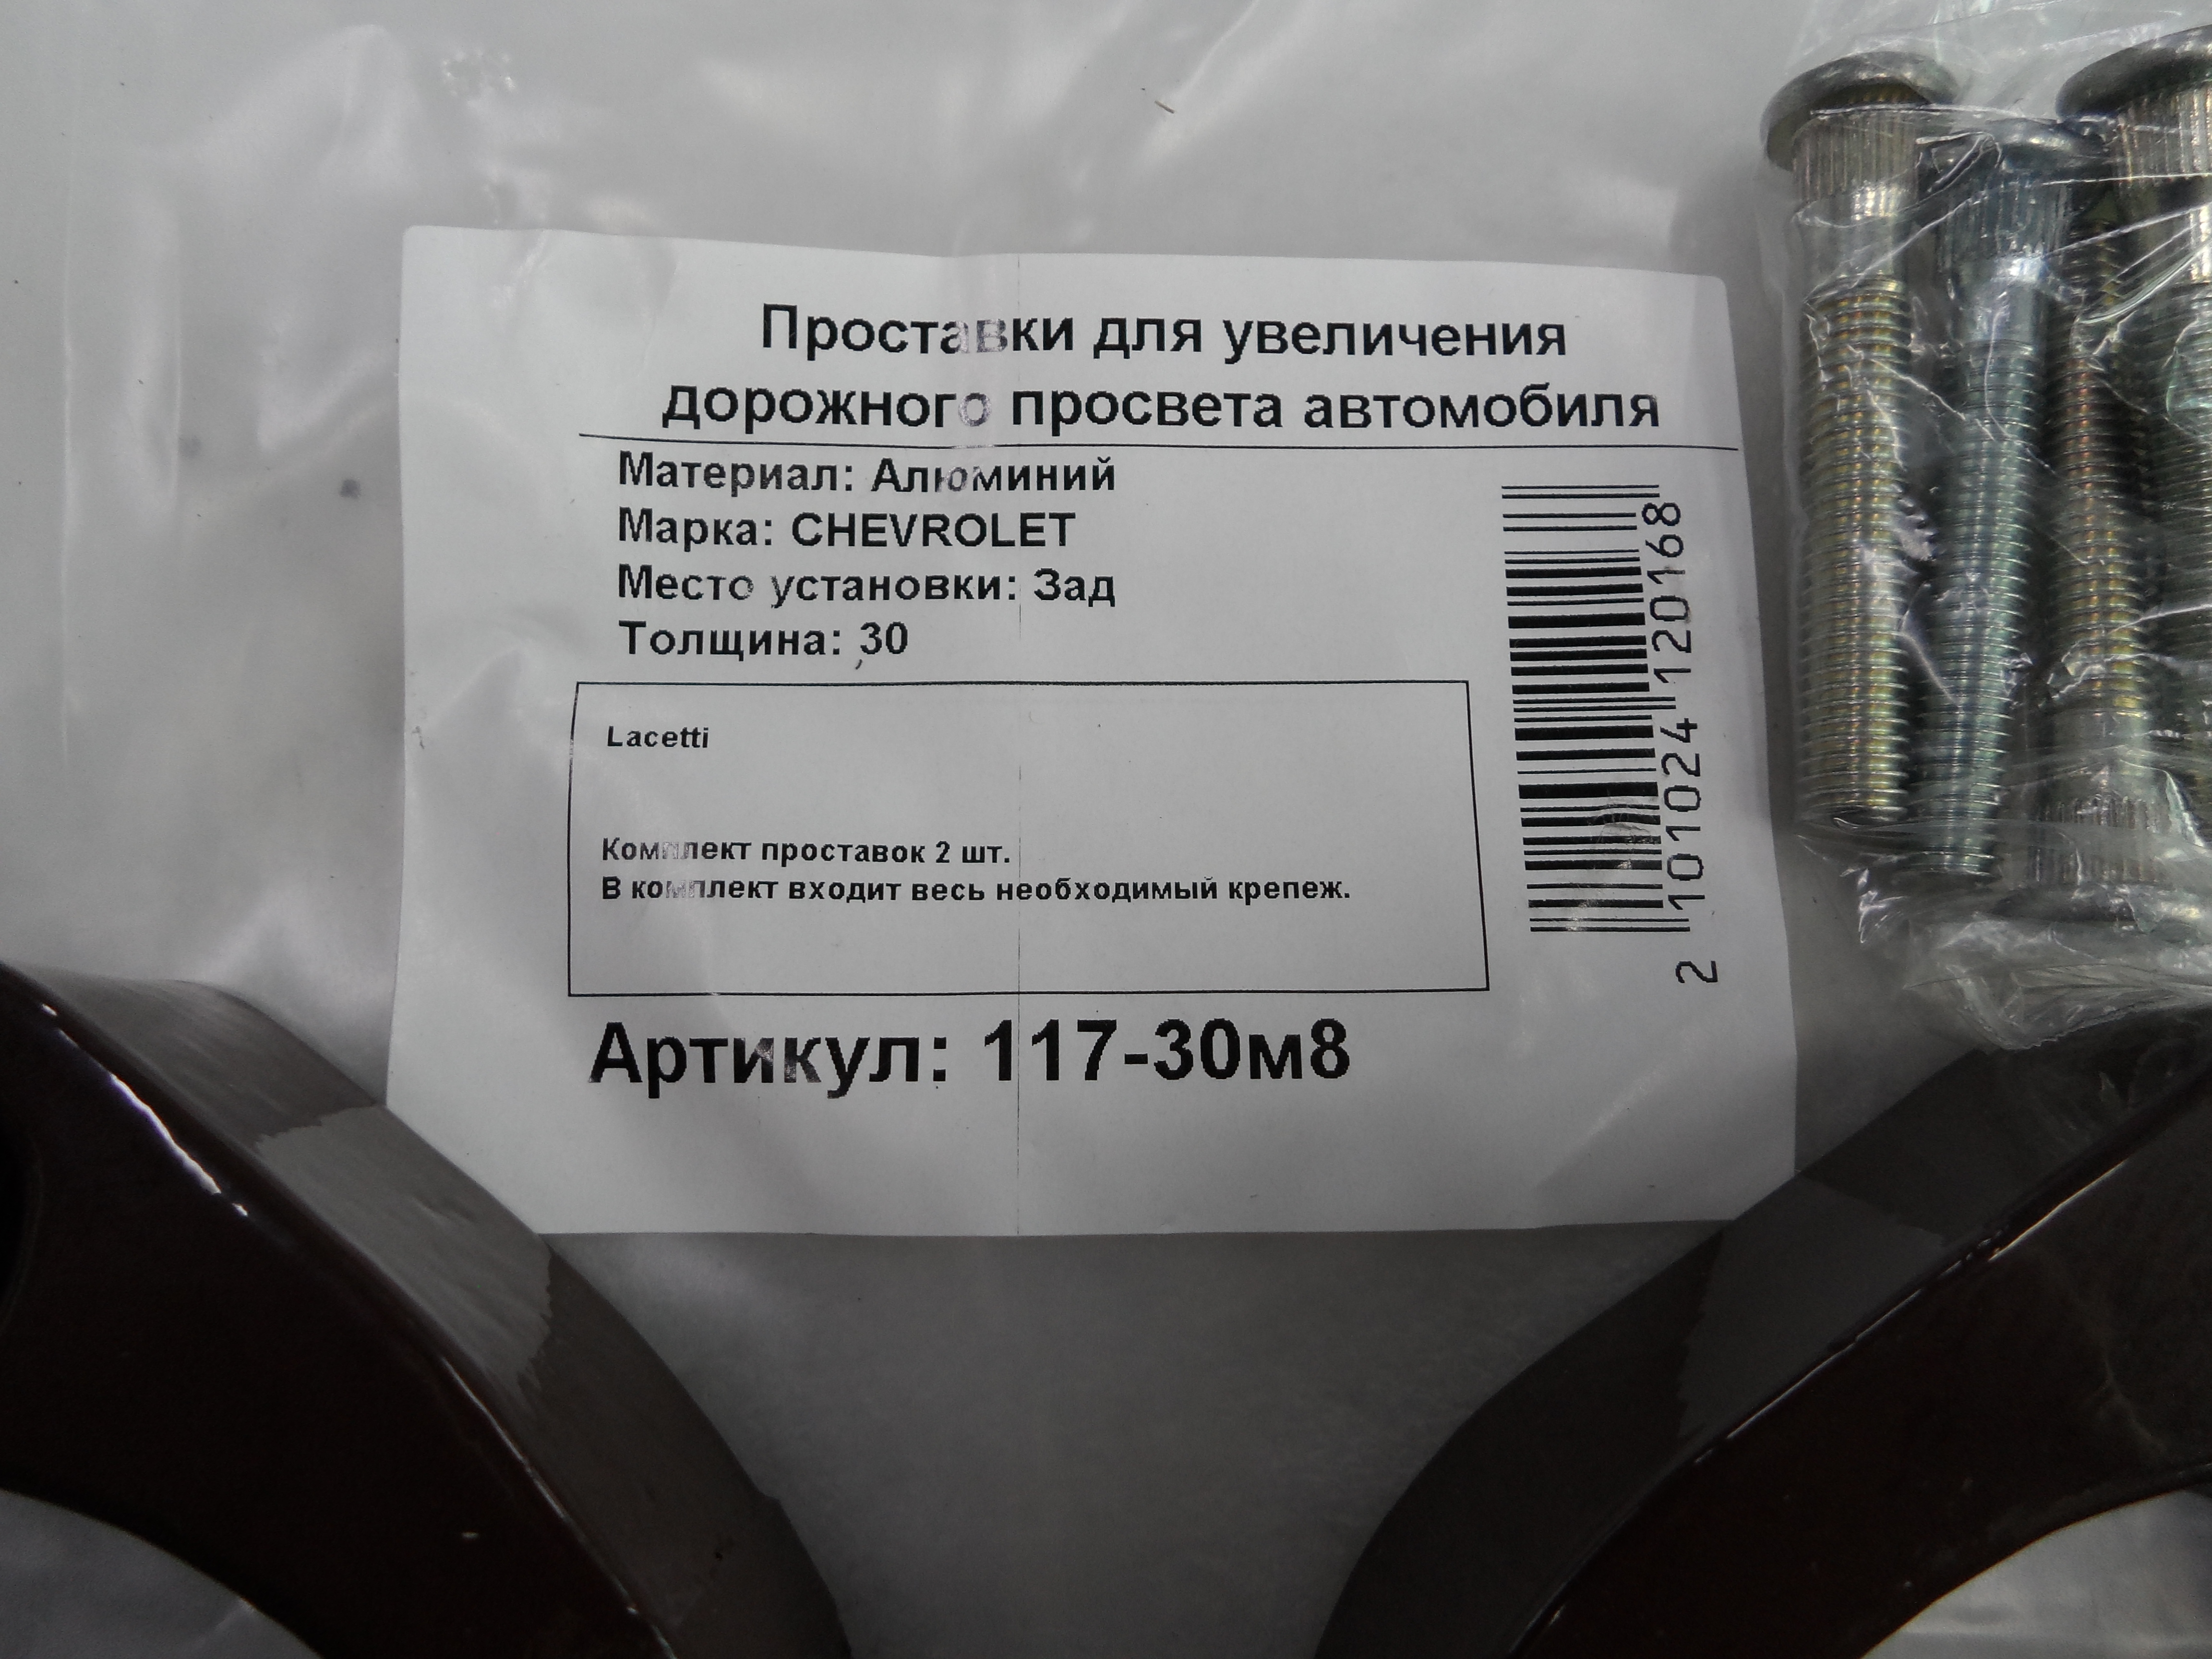 Проставки для увеличения
дорожного просвета автомобиля
Материал: Алюминий
Марка: CHEVROLET
Место установки: Зад
Толщина: 30
Lacetti
Комплект проставок 2 шт.
В комплект входит весь необходимый крепеж.
Артикул: 117-30м8
2 101024 120168